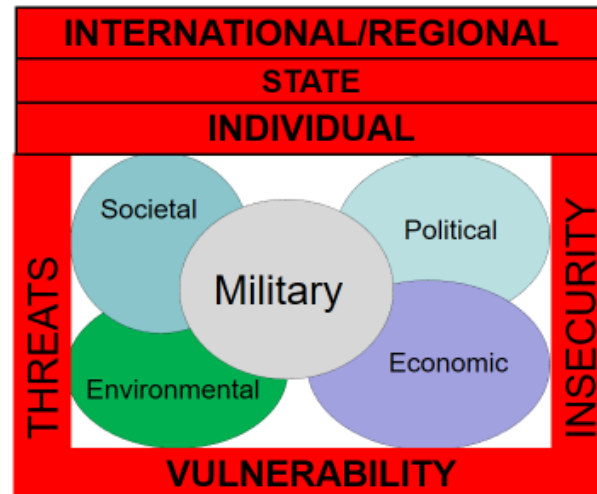 INTERNATIONAL/REGIONAL
STATE
INDIVIDUAL
THREATS
Societal
Political
Military
Environmental
Economic
INSECURITY
VULNERABILITY